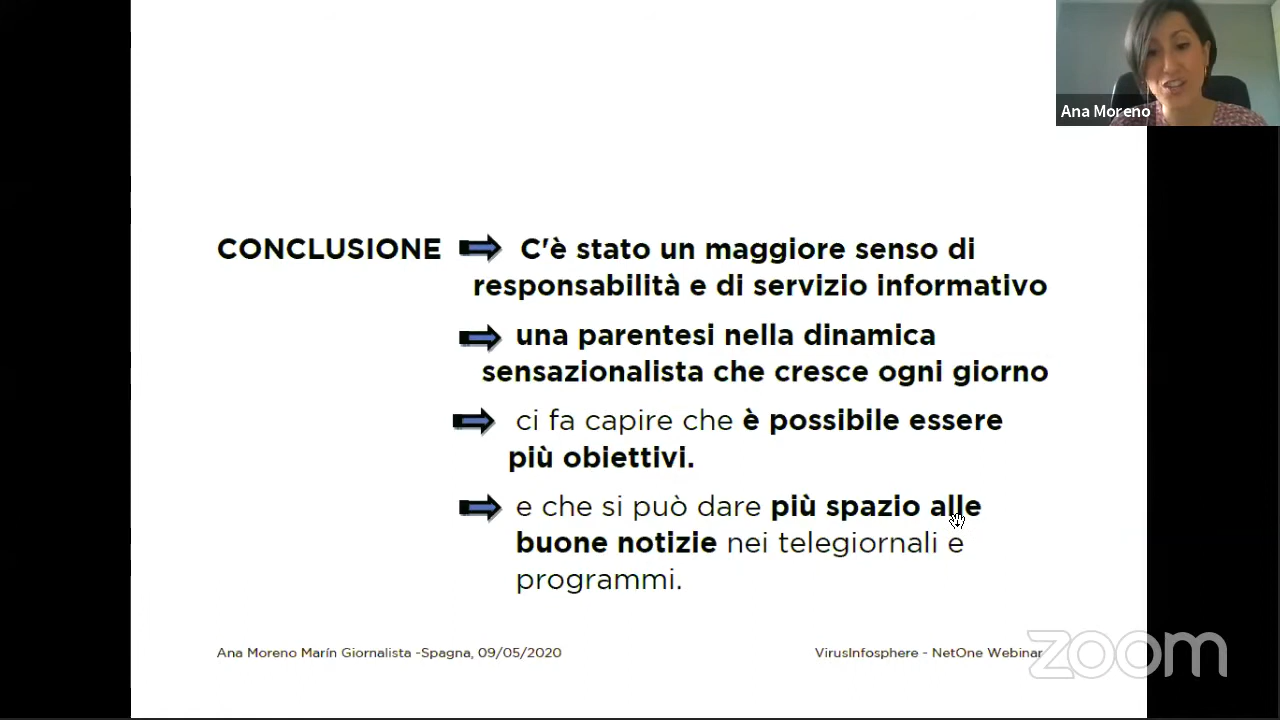 Ana Moreno
CONCLUSIONE C'è stato un maggiore senso di
responsabilità e di servizio informativo
una parentesi nella dinamica
sensazionalista che cresce ogni giorno
ci fa capire che è possibile essere
più obiettivi.
e che si può dare più spazio alle
buone notizie nei telegiornali e
programmi.
Ana Moreno Marín Giornalista -Spagna, 09/05/2020
VirusInfosphere - NetOne Webinar
zoom